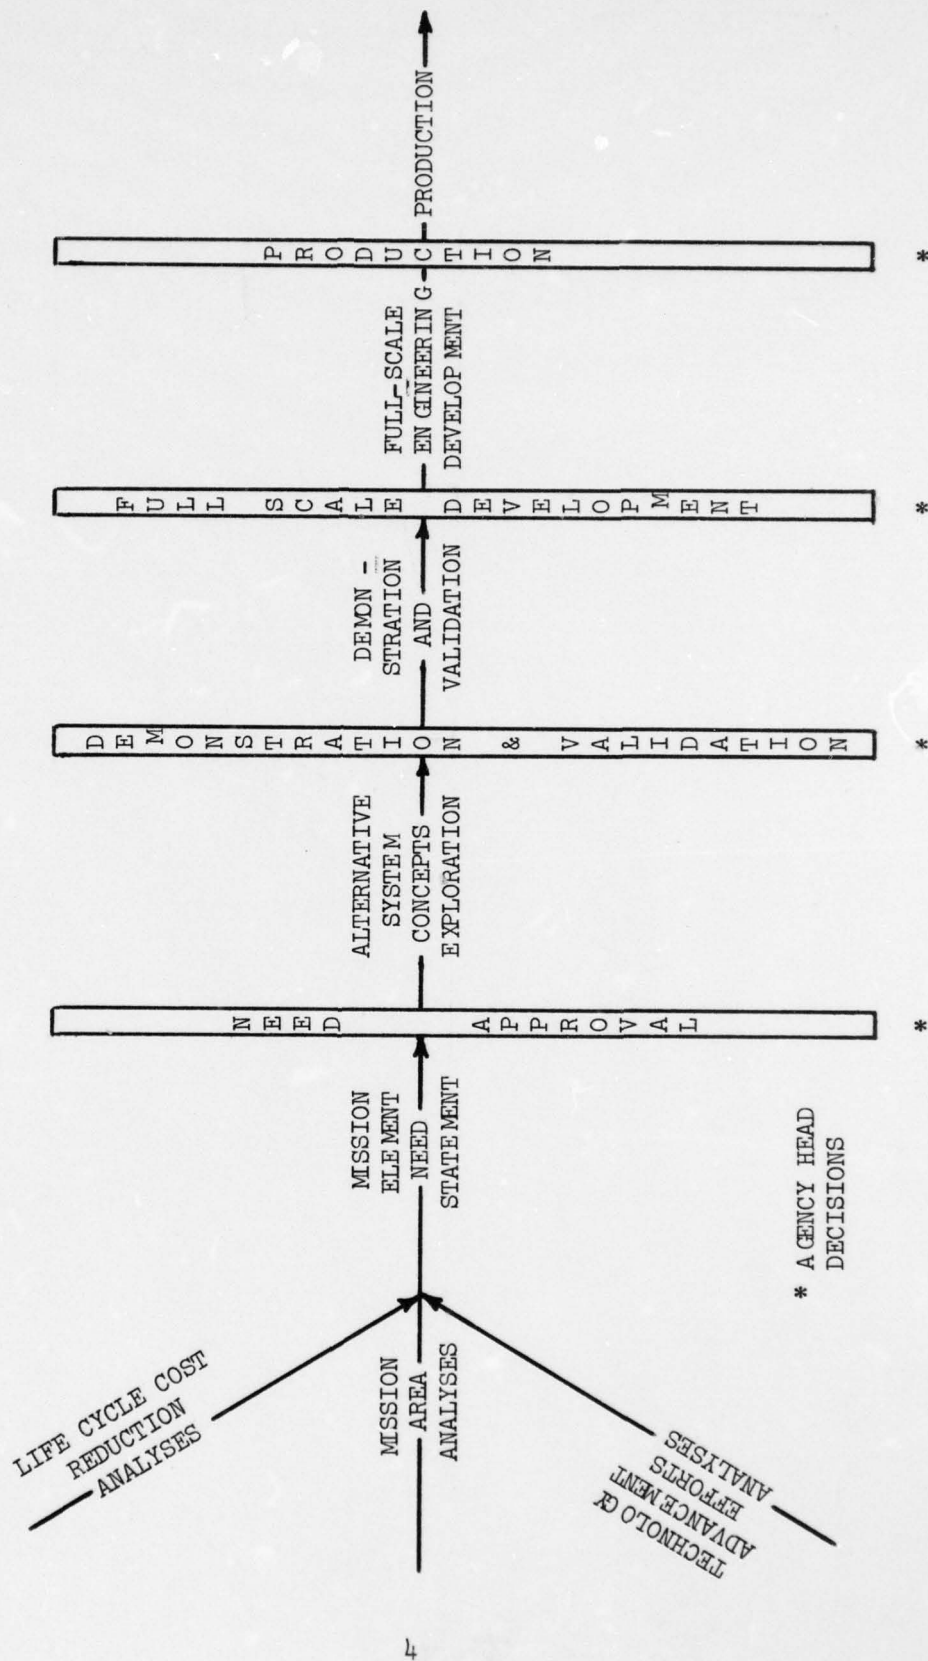 LIFE CYCLE COST
REDUCTION
ANALYSES
MISSION
AREA
ANALYSES
TECHNOLOGY
ADVANCEMENT
EFFORTS
ANALYSES
MISSION
ELEMENT
NEED
STATEMENT
NEED APPROVAL
*
ALTERNATIVE
SYSTEM
CONCEPTS
EXPLORATION
DEMONSTRATION & VALIDATION
*
DEMON-
STRATION
AND
VALIDATION
FULL SCALE DEVELOPMENT
*
FULL-SCALE
ENGINEERING
DEVELOPMENT
PRODUCTION
*
PRODUCTION
* AGENCY HEAD
DECISIONS
4